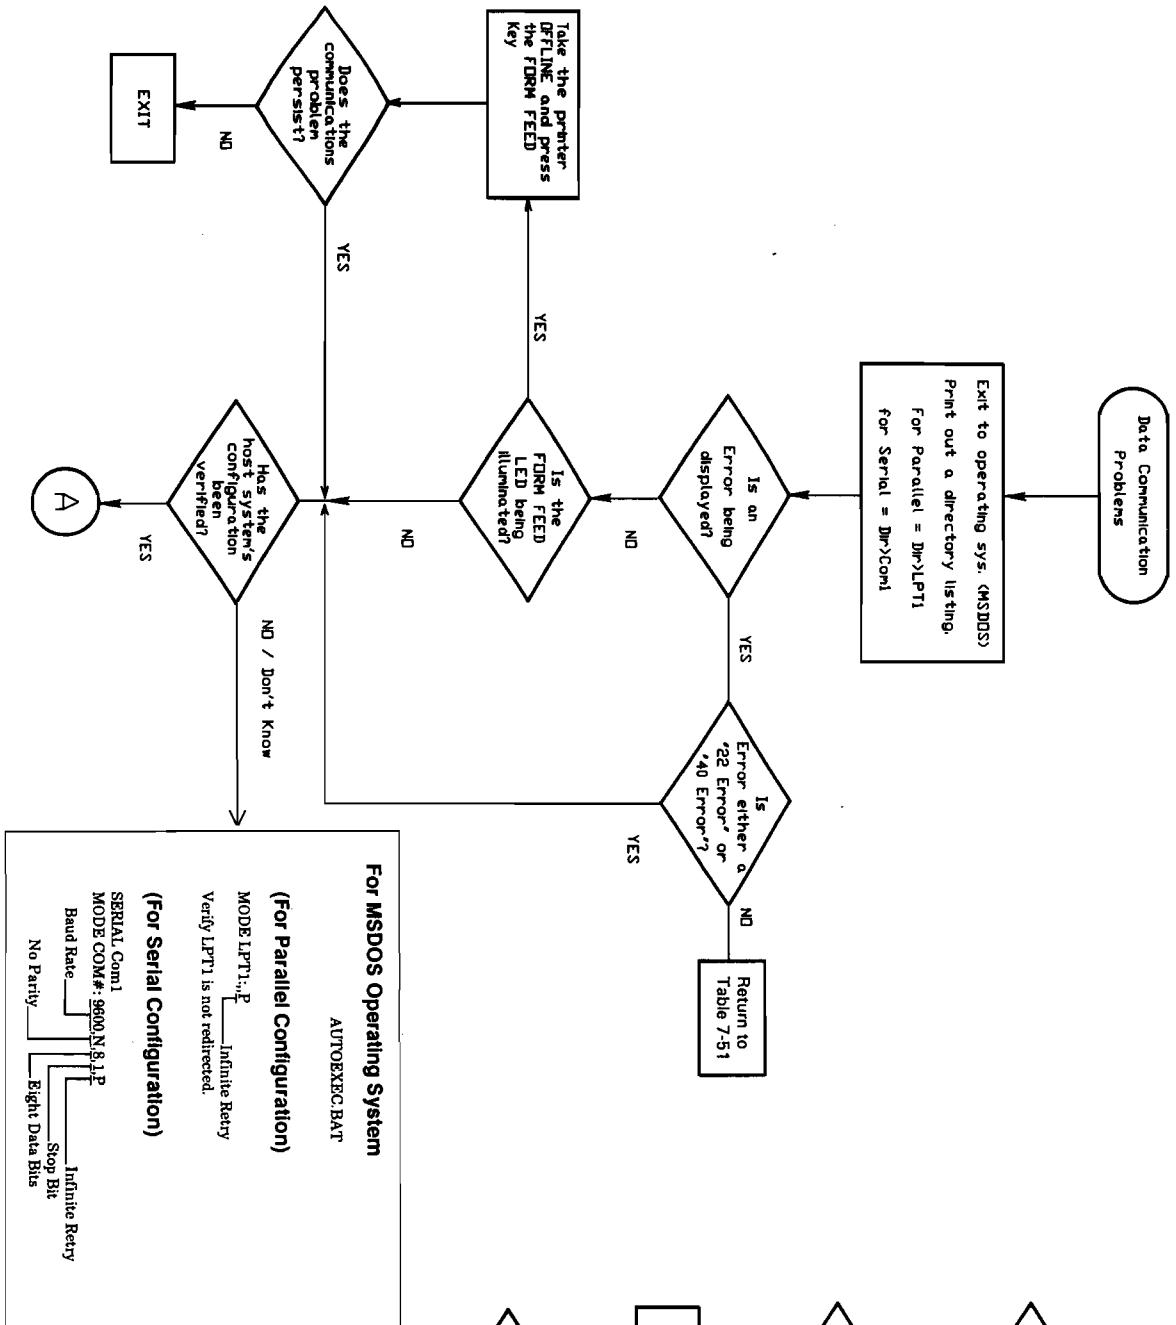 Data Communication
Problems
Exit to operating sys. (MSDOS)
Print out a directory listing.
For Parallel = Dir>LPT1
for Serial = Dir>Com1
Is an
Error being
displayed?
YES
Is
Error either a
"22 Error" or
"40 Error"?
NO
Return to
Table 7-51
YES
NO
Is the
FORM FEED
LED being
illuminated?
YES
Take the printer
OFFLINE and press
the FORM FEED
Key
NO
Does the
communications
problem
persist?
YES
NO
EXIT
Has the
host system's
configuration
been
verified?
YES
A
NO / Don't Know
For MSDOS Operating System
AUTOEXEC.BAT
(For Parallel Configuration)
MODE LPT1:,,P
Infinite Retry
Verify LPT1 is not redirected.
(For Serial Configuration)
SERIAL Com1
MODE COM#: 9600,N,8,1,P
Baud Rate
Infinite Retry
Stop Bit
No Parity
Eight Data Bits